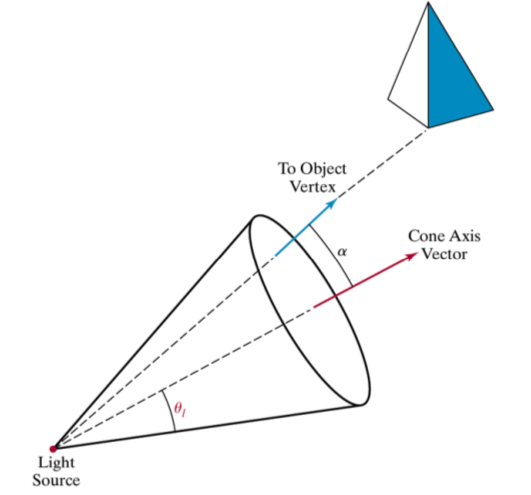 To Object
Vertex
Cone Axis
Vector
α
θl
Light
Source